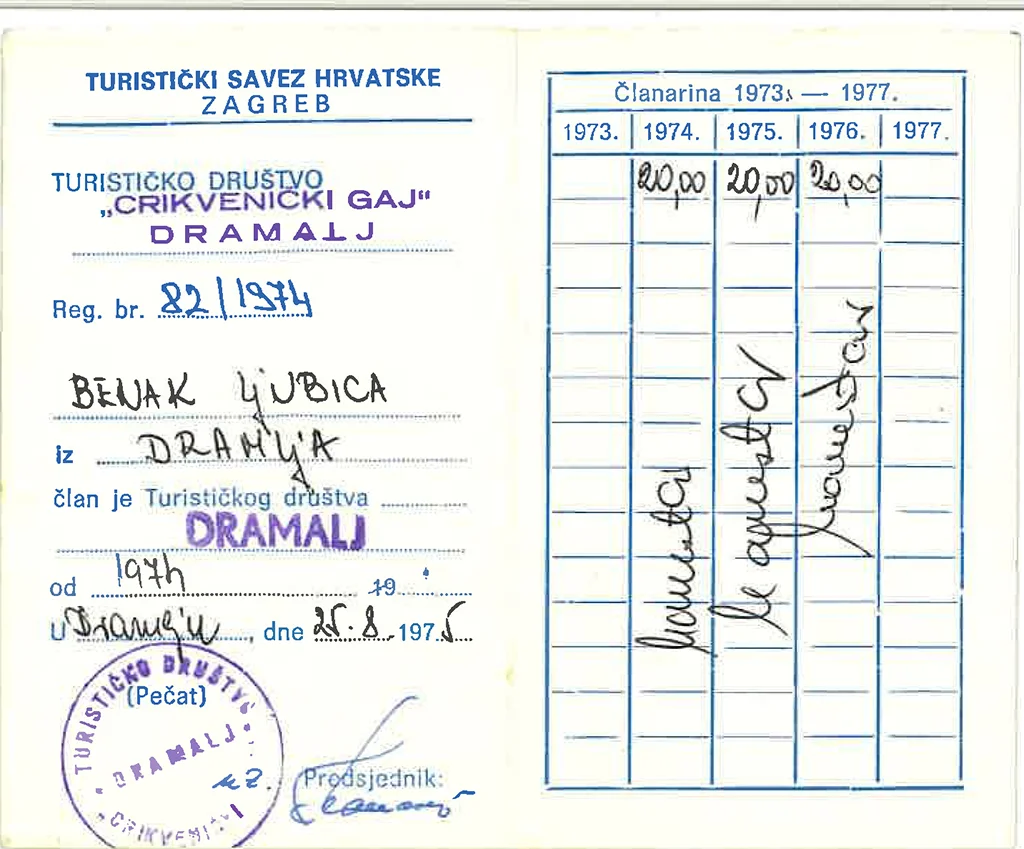 TURISTIČKI SAVEZ HRVATSKE
ZAGREB
TURISTIČKO DRUŠTVO
„CRIKVENIČKI GAJ"
DRAMALJ
Reg. br. 82/1974
BENAK LJUBICA
iz DRAMLJA
član je Turističkog društva
DRAMALJ
od 1974 19
U Dramlju, dne 25.8. 1975
TURISTIČKO DRUŠTVO
(Pečat)
DRAMALJ
CRIKVENIČKI
Predsjednik:
Članarina 1973. — 1977.
1973. 1974. 1975. 1976. 1977.
20,00 20,00 20,00